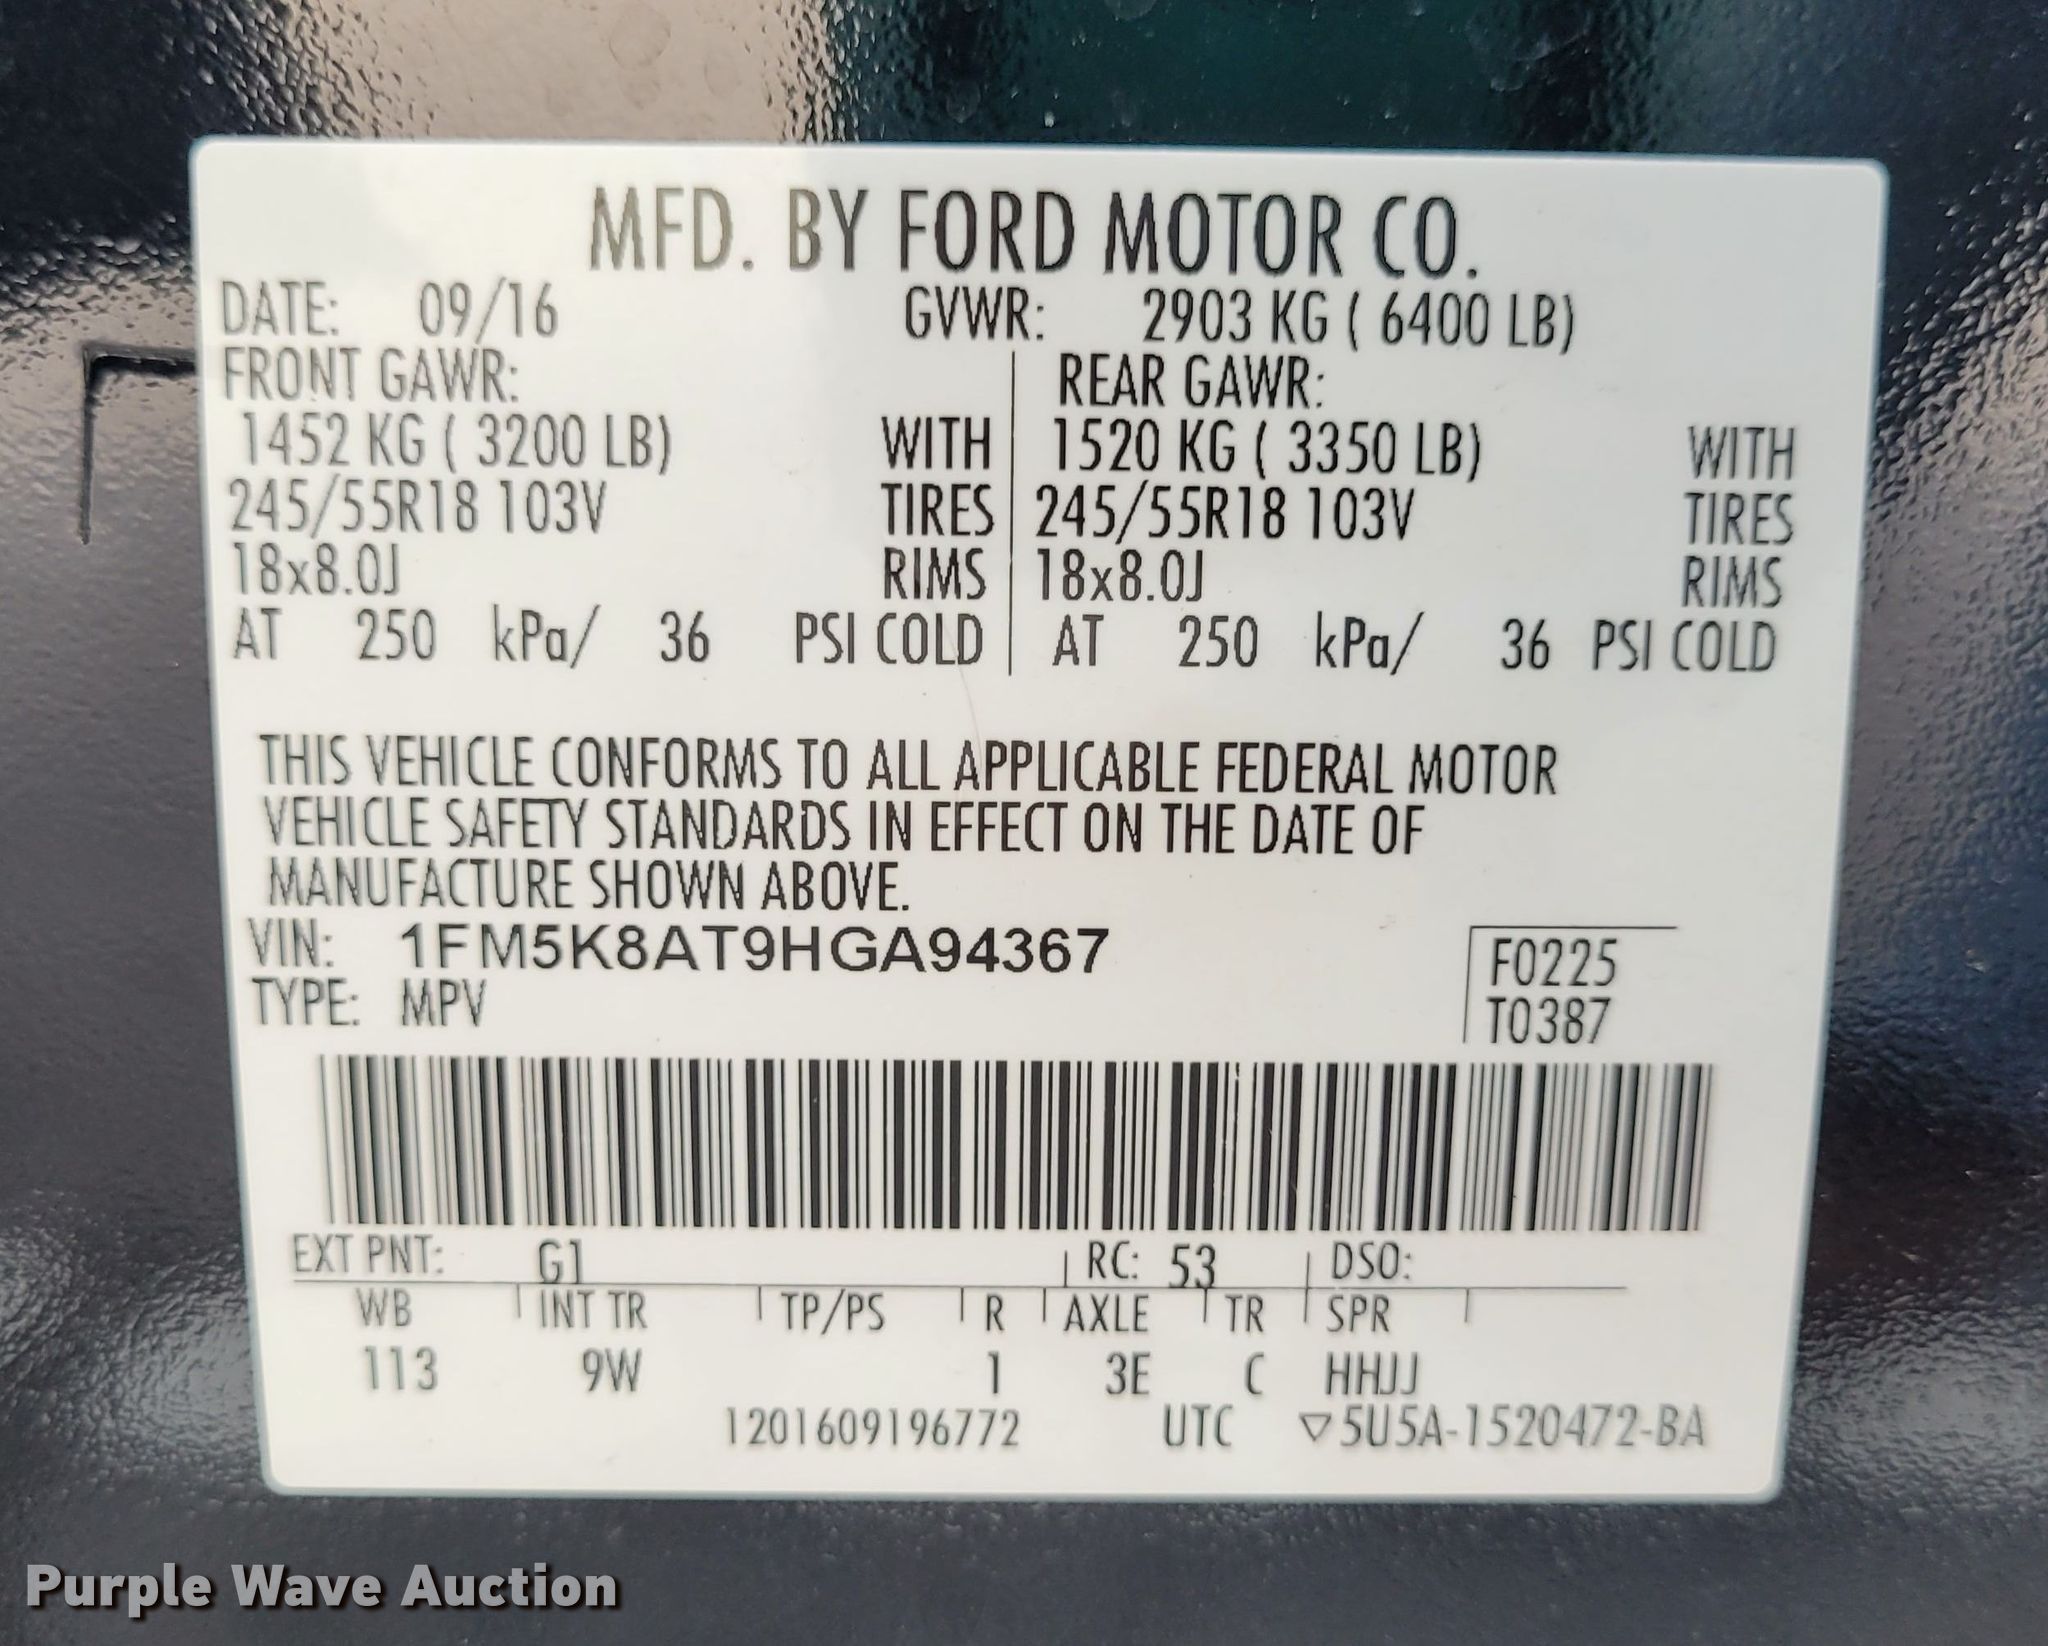 MFD. BY FORD MOTOR CO.
DATE: 09/16 GVWR: 2903 KG ( 6400 LB)
FRONT GAWR: REAR GAWR:
1452 KG ( 3200 LB) WITH 1520 KG ( 3350 LB) WITH
245/55R18 103V TIRES 245/55R18 103V TIRES
18x8.0J RIMS 18x8.0J RIMS
AT 250 kPa/ 36 PSI COLD AT 250 kPa/ 36 PSI COLD
THIS VEHICLE CONFORMS TO ALL APPLICABLE FEDERAL MOTOR
VEHICLE SAFETY STANDARDS IN EFFECT ON THE DATE OF
MANUFACTURE SHOWN ABOVE.
VIN: 1FM5K8AT9HGA94367 F0225
TYPE: MPV T0387
EXT PNT: G1 RC: 53 DSO:
WB INT TR TP/PS R AXLE TR SPR
113 9W 1 3E C HHJJ
1201609196772 UTC ▽5U5A-1520472-BA
Purple Wave Auction